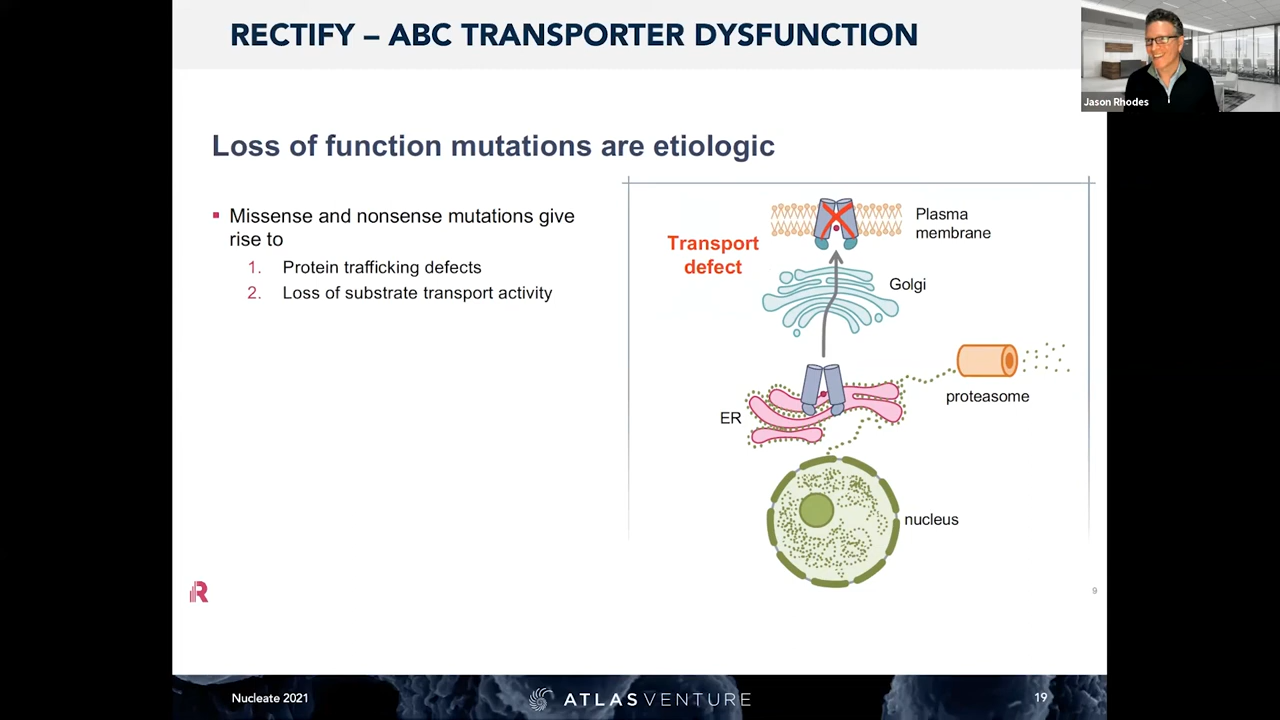 RECTIFY – ABC TRANSPORTER DYSFUNCTION
Jason Rhodes
Loss of function mutations are etiologic
▪ Missense and nonsense mutations give
rise to
1. Protein trafficking defects
2. Loss of substrate transport activity
Transport
defect
Plasma
membrane
Golgi
proteasome
ER
nucleus
R
9
Nucleate 2021
ATLAS VENTURE
19